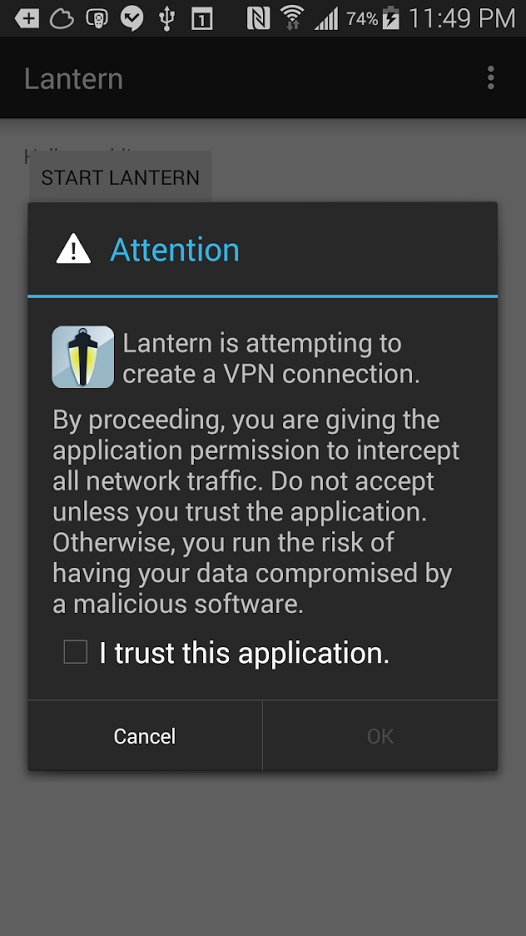 74% 11:49 PM
Lantern
START LANTERN
Attention
Lantern is attempting to
create a VPN connection.
By proceeding, you are giving the
application permission to intercept
all network traffic. Do not accept
unless you trust the application.
Otherwise, you run the risk of
having your data compromised by
a malicious software.
I trust this application.
Cancel OK